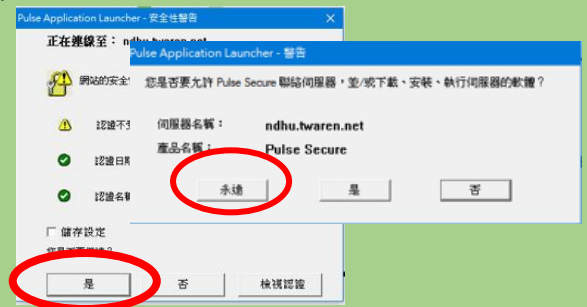 Pulse Application Launcher - 安全性警告
正在連線至：
網站的安全
認證不
認證日期
認證名稱
儲存設定
是
否
檢視認證
Pulse Application Launcher - 警告
您是否要允許 Pulse Secure 聯絡伺服器，並/或下載、安裝、執行伺服器的軟體？
伺服器名稱：
ndhu.twaren.net
產品名稱：
Pulse Secure
永遠
是
否